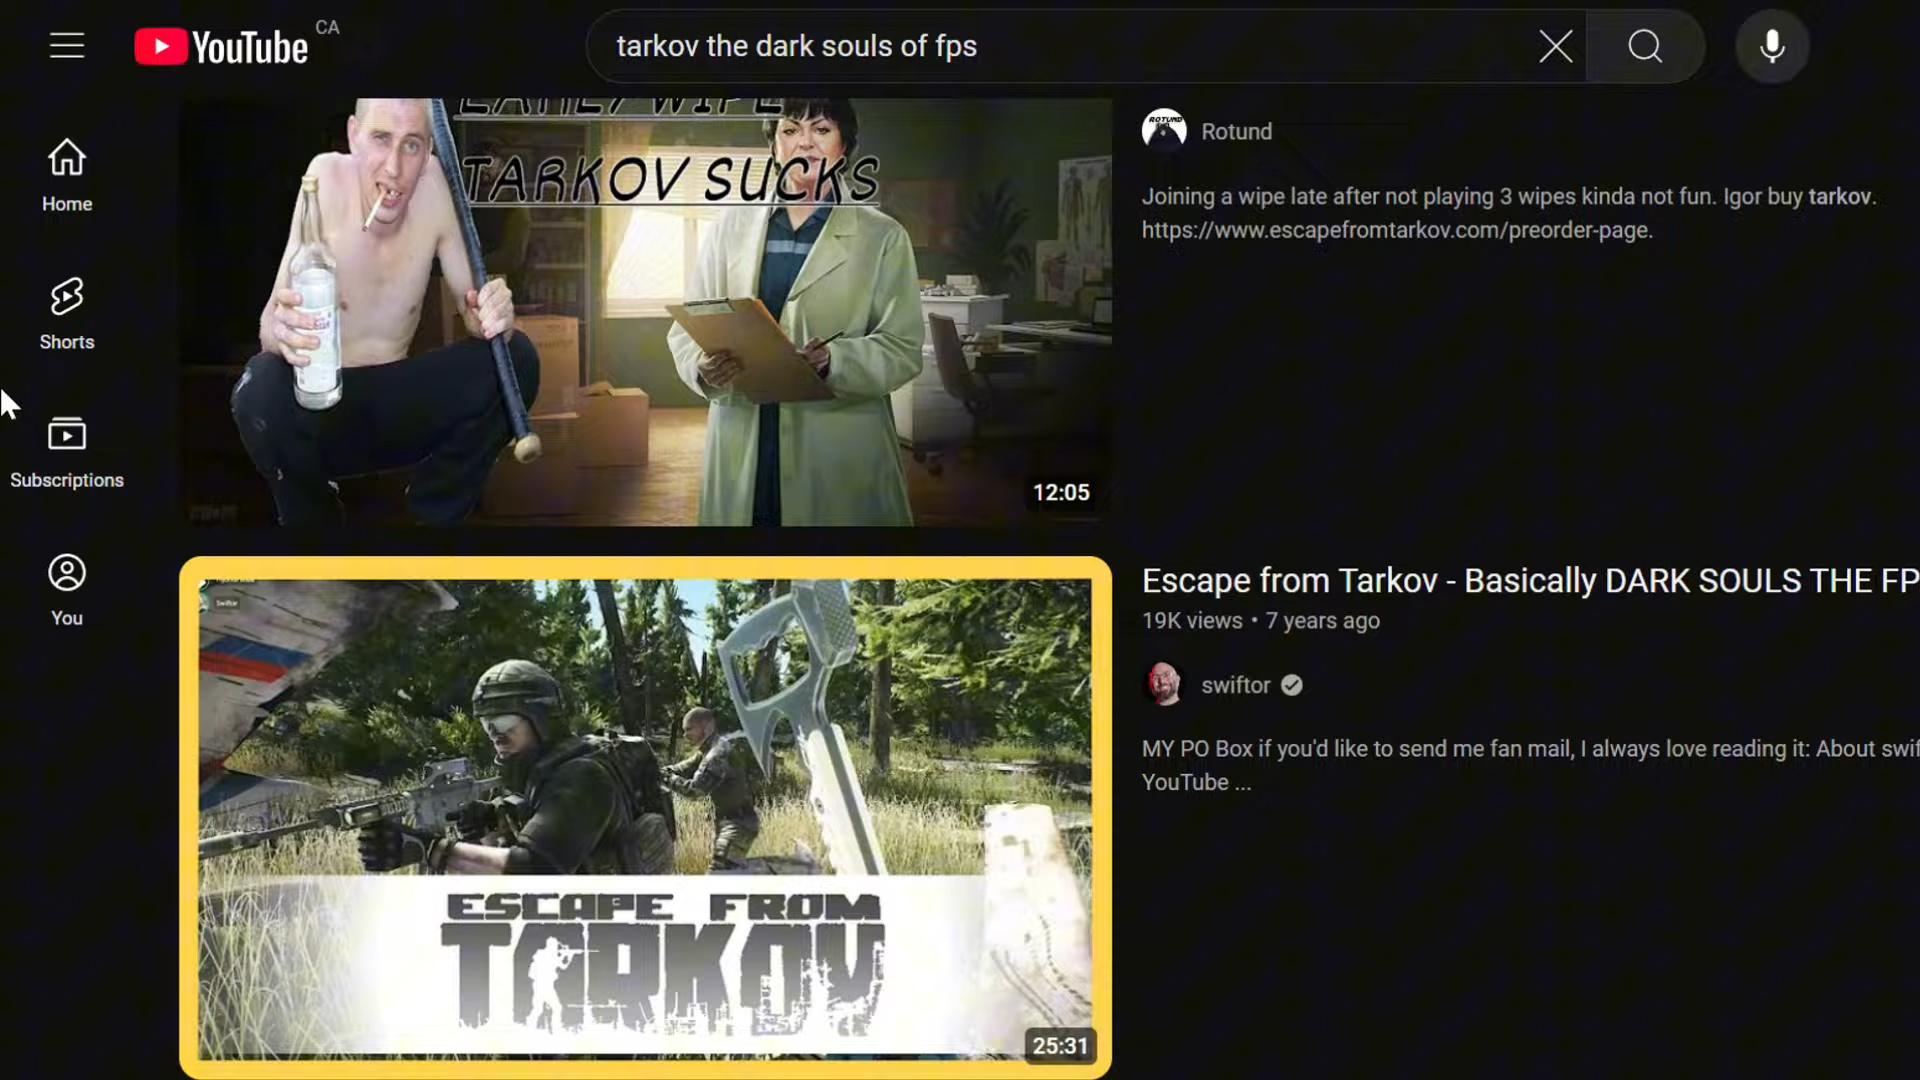 YouTube
CA
tarkov the dark souls of fps
Home
Shorts
Subscriptions
You
EARLY WIPE
TARKOV SUCKS
12:05
Rotund
Joining a wipe late after not playing 3 wipes kinda not fun. Igor buy tarkov.
https://www.escapefromtarkov.com/preorder-page.
Swiftor
ESCAPE FROM
TARKOV
25:31
Escape from Tarkov - Basically DARK SOULS THE FP
19K views • 7 years ago
swiftor
MY PO Box if you'd like to send me fan mail, I always love reading it: About swif
YouTube ...